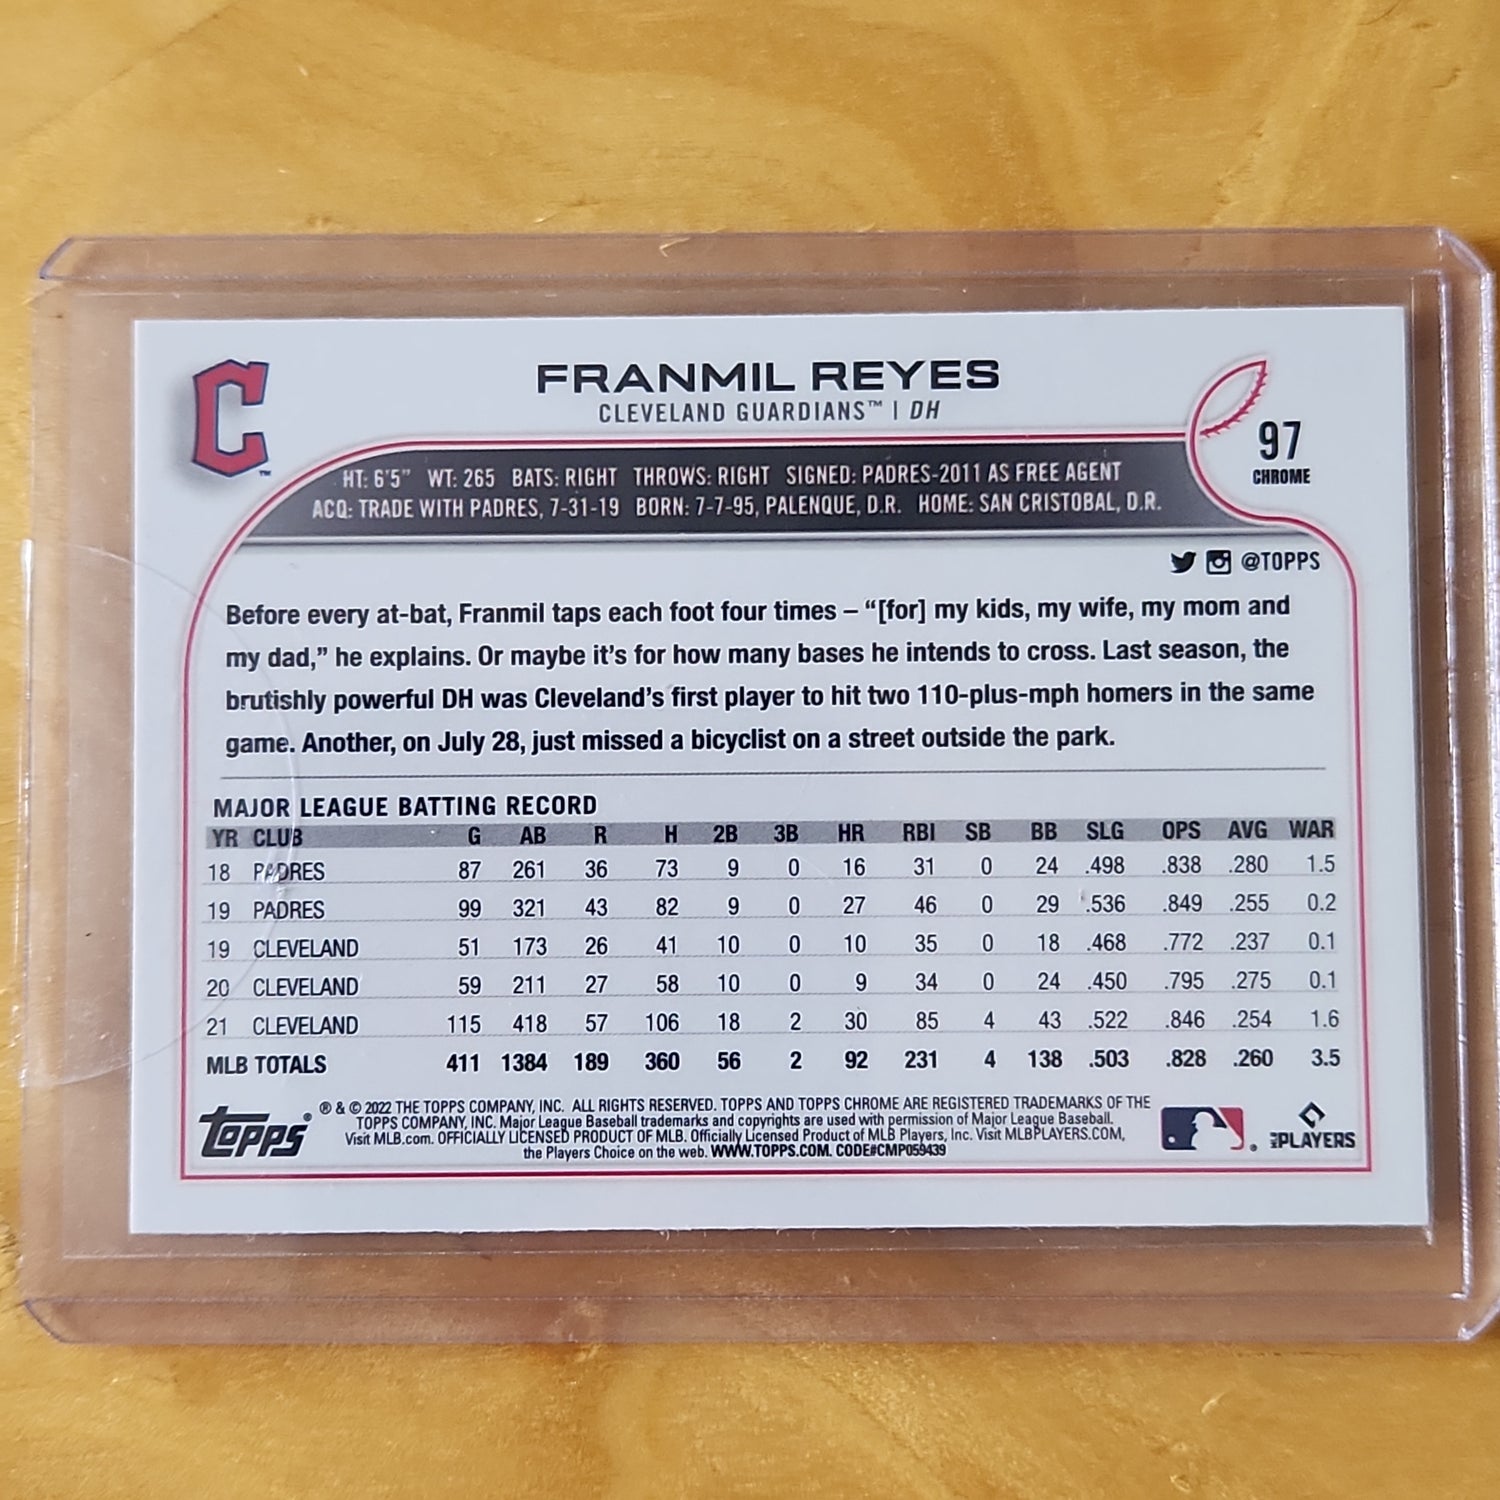 C™
FRANMIL REYES
CLEVELAND GUARDIANS™ | DH
97
CHROME
HT: 6'5" WT: 265 BATS: RIGHT THROWS: RIGHT SIGNED: PADRES-2011 AS FREE AGENT
ACQ: TRADE WITH PADRES, 7-31-19 BORN: 7-7-95, PALENQUE, D.R. HOME: SAN CRISTOBAL, D.R.
@TOPPS
Before every at-bat, Franmil taps each foot four times – “[for] my kids, my wife, my mom and
my dad,” he explains. Or maybe it’s for how many bases he intends to cross. Last season, the
brutishly powerful DH was Cleveland’s first player to hit two 110-plus-mph homers in the same
game. Another, on July 28, just missed a bicyclist on a street outside the park.
MAJOR LEAGUE BATTING RECORD
YR CLUB G AB R H 2B 3B HR RBI SB BB SLG OPS AVG WAR
18 PADRES 87 261 36 73 9 0 16 31 0 24 .498 .838 .280 1.5
19 PADRES 99 321 43 82 9 0 27 46 0 29 .536 .849 .255 0.2
19 CLEVELAND 51 173 26 41 10 0 10 35 0 18 .468 .772 .237 0.1
20 CLEVELAND 59 211 27 58 10 0 9 34 0 24 .450 .795 .275 0.1
21 CLEVELAND 115 418 57 106 18 2 30 85 4 43 .522 .846 .254 1.6
MLB TOTALS 411 1384 189 360 56 2 92 231 4 138 .503 .828 .260 3.5
topps®
® & © 2022 THE TOPPS COMPANY, INC. ALL RIGHTS RESERVED. TOPPS AND TOPPS CHROME ARE REGISTERED TRADEMARKS OF THE
TOPPS COMPANY, INC. Major League Baseball trademarks and copyrights are used with permission of Major League Baseball.
Visit MLB.com. OFFICIALLY LICENSED PRODUCT OF MLB. Officially Licensed Product of MLB Players, Inc. Visit MLBPLAYERS.COM,
the Players Choice on the web. WWW.TOPPS.COM. CODE#CMP059439
MLB PLAYERS